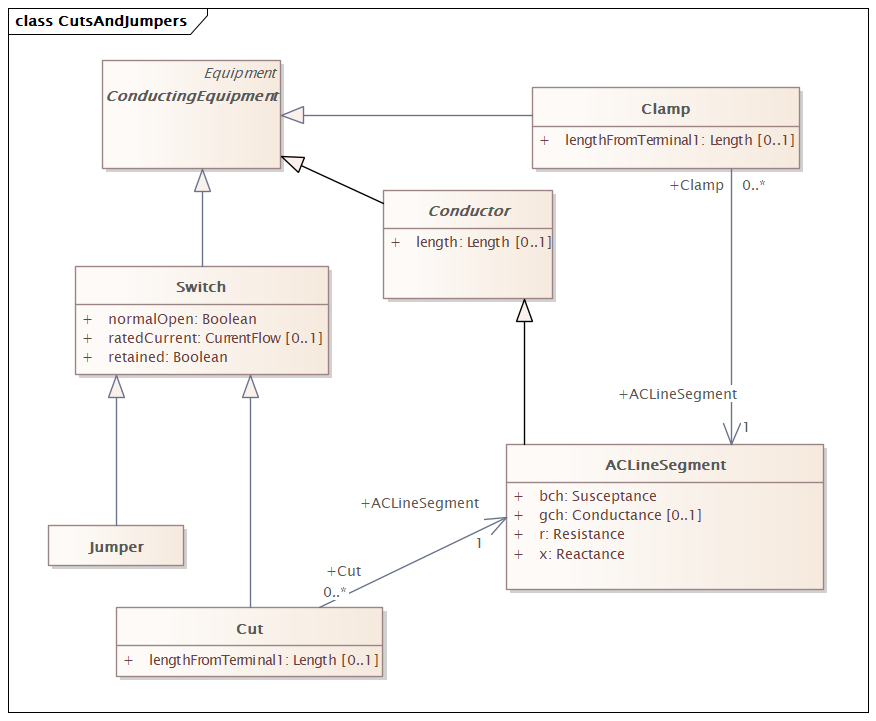 class CutsAndJumpers
Equipment
ConductingEquipment
Clamp
+ lengthFromTerminal1: Length [0..1]
+Clamp 0..*
Conductor
+ length: Length [0..1]
Switch
+ normalOpen: Boolean
+ ratedCurrent: CurrentFlow [0..1]
+ retained: Boolean
+ACLineSegment
1
ACLineSegment
+ bch: Susceptance
+ gch: Conductance [0..1]
+ r: Resistance
+ x: Reactance
+ACLineSegment
1
Jumper
+Cut
0..*
Cut
+ lengthFromTerminal1: Length [0..1]